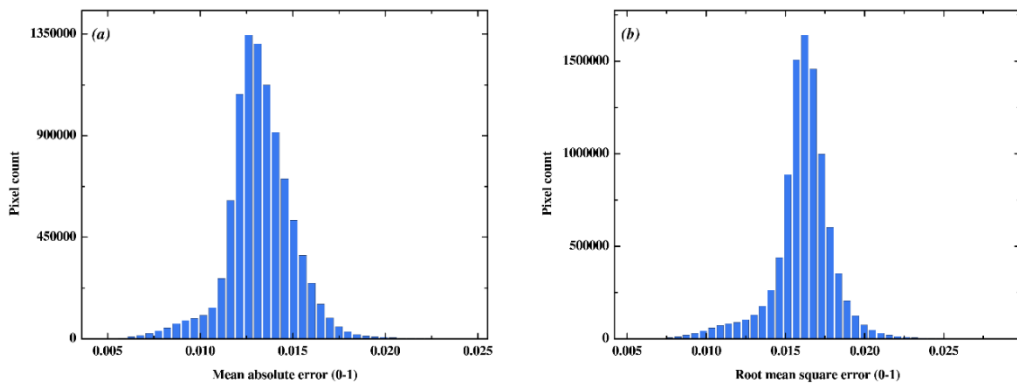 (a)
1350000
900000
450000
0
Pixel count
0.005 0.010 0.015 0.020 0.025
Mean absolute error (0-1)
(b)
1500000
1000000
500000
0
Pixel count
0.005 0.010 0.015 0.020 0.025
Root mean square error (0-1)